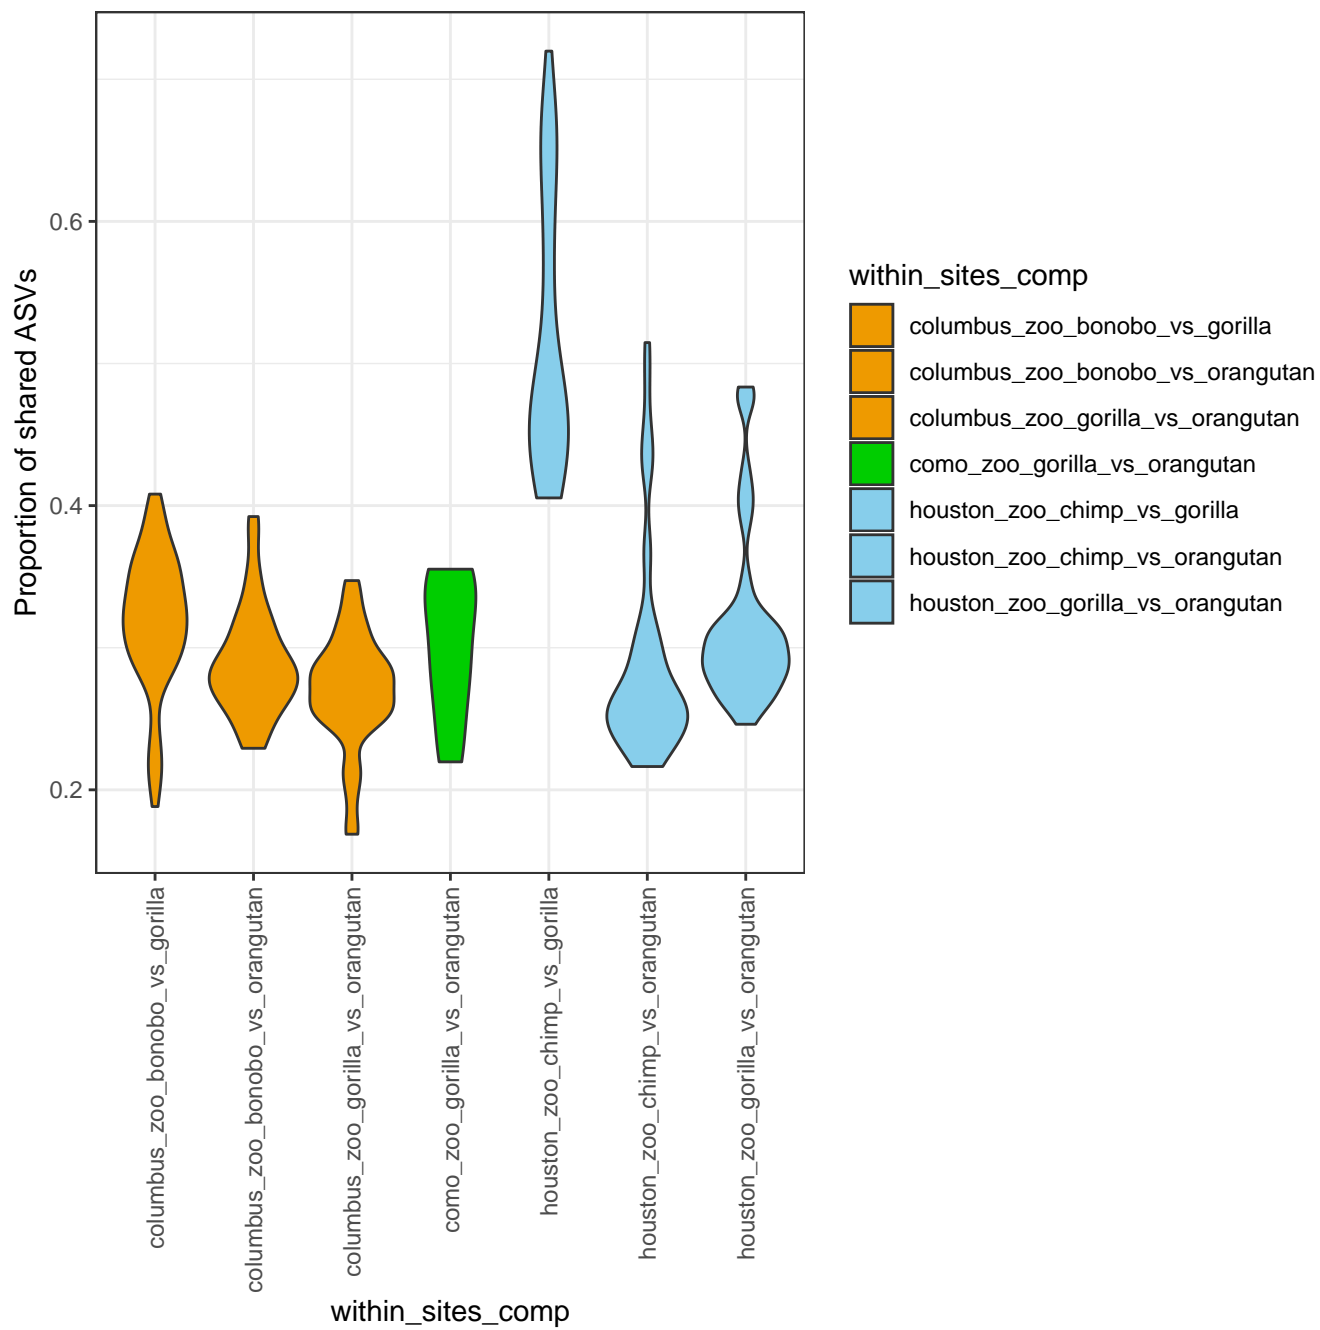 Proportion of shared ASVs
0.6
0.4
0.2
columbus_zoo_bonobo_vs_gorilla
columbus_zoo_bonobo_vs_orangutan
columbus_zoo_gorilla_vs_orangutan
como_zoo_gorilla_vs_orangutan
houston_zoo_chimp_vs_gorilla
houston_zoo_chimp_vs_orangutan
houston_zoo_gorilla_vs_orangutan
within_sites_comp
within_sites_comp
columbus_zoo_bonobo_vs_gorilla
columbus_zoo_bonobo_vs_orangutan
columbus_zoo_gorilla_vs_orangutan
como_zoo_gorilla_vs_orangutan
houston_zoo_chimp_vs_gorilla
houston_zoo_chimp_vs_orangutan
houston_zoo_gorilla_vs_orangutan